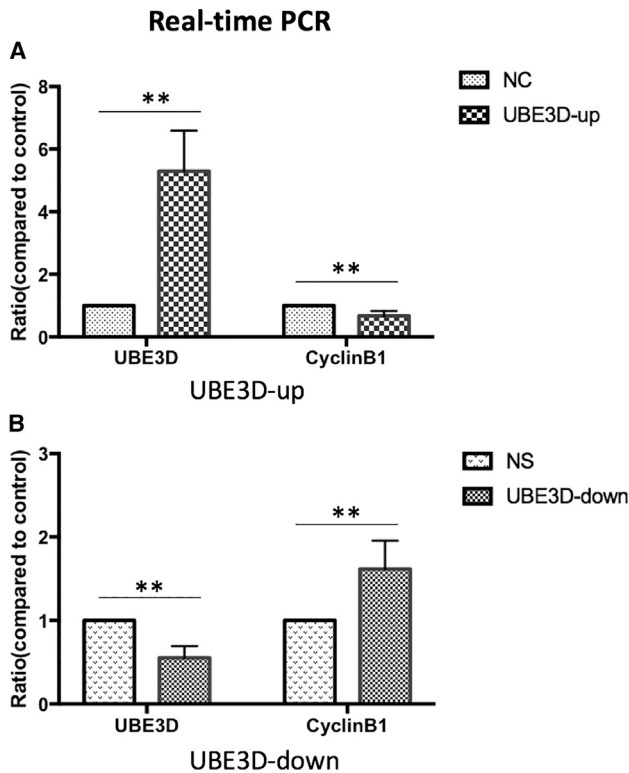 Real-time PCR
A
Ratio(compared to control)
8
6
4
2
0
**
**
UBE3D
CyclinB1
UBE3D-up
NC
UBE3D-up
B
Ratio(compared to control)
3
2
1
0
**
**
UBE3D
CyclinB1
UBE3D-down
NS
UBE3D-down